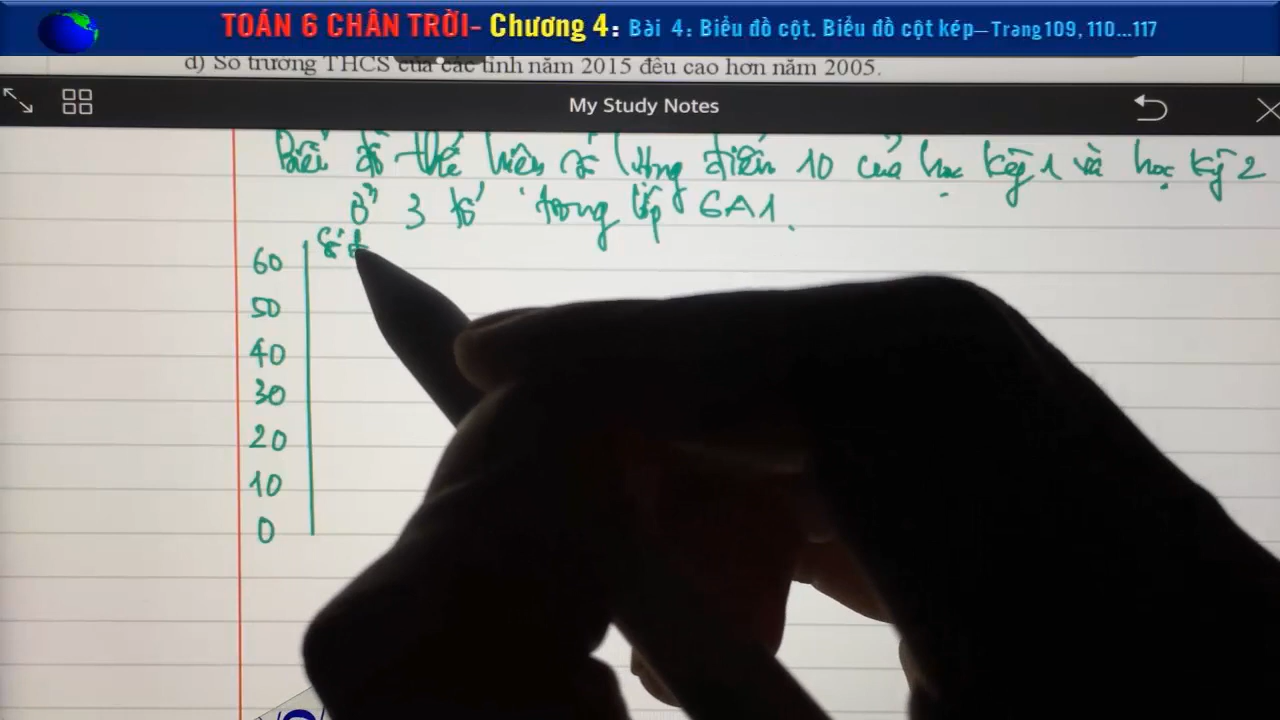 TOÁN 6 CHÂN TRỜI- Chương 4: Bài 4: Biểu đồ cột. Biểu đồ cột kép—Trang 109, 110...117
d) Số trường THCS của các tỉnh năm 2015 đều cao hơn năm 2005.
My Study Notes
Biểu đồ thể hiện số lượng điểm 10 của học kỳ 1 và học kỳ 2
ở 3 tổ trong lớp 6A1.
Số
60
50
40
30
20
10
0